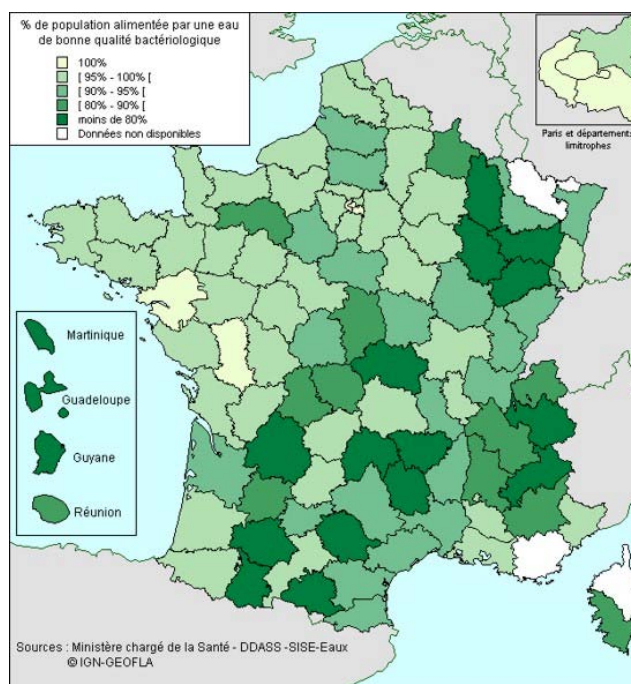 % de population alimentée par une eau
de bonne qualité bactériologique
100%
[ 95% - 100% [
[ 90% - 95% [
[ 80% - 90% [
moins de 80%
Données non disponibles
Paris et départements
limitrophes
Martinique
Guadeloupe
Guyane
Réunion
Sources : Ministère chargé de la Santé - DDASS -SISE-Eaux
© IGN-GEOFLA